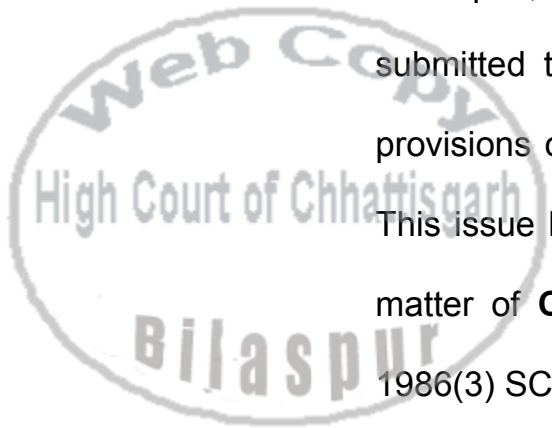 Web Copy
High Court of Chhattisgarh
Bilaspur
submitted t
provisions
This issue
matter of
1986(3) SC